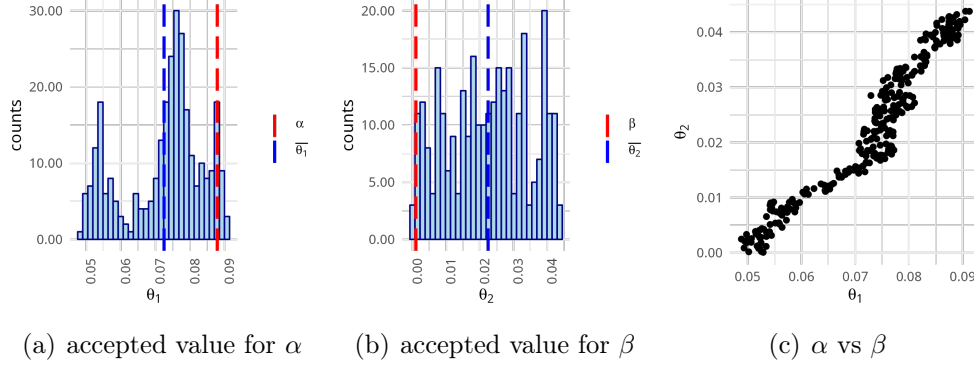 30.00
20.00
10.00
0.00
counts
0.05
0.06
0.07
0.08
0.09
θ1
α
θ1
20.00
15.00
10.00
5.00
0.00
counts
0.00
0.01
0.02
0.03
0.04
θ2
β
θ2
0.04
0.03
0.02
0.01
0.00
θ2
0.05
0.06
0.07
0.08
0.09
θ1
(a) accepted value for α
(b) accepted value for β
(c) α vs β